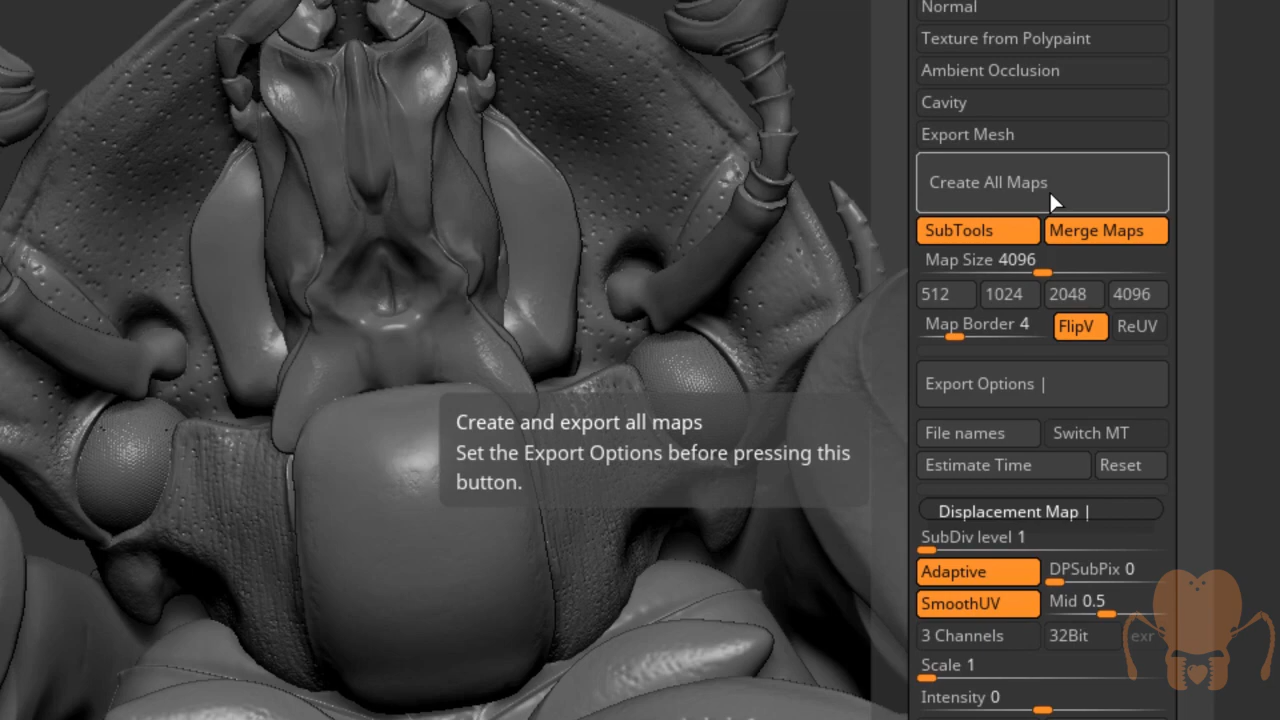 Normal
Texture from Polypaint
Ambient Occlusion
Cavity
Export Mesh
Create All Maps
SubTools Merge Maps
Map Size 4096
512 1024 2048 4096
Map Border 4 FlipV ReUV
Export Options |
Create and export all maps
Set the Export Options before pressing this
button.
File names Switch MT
Estimate Time Reset
Displacement Map |
SubDiv level 1
Adaptive DPSubPix 0
SmoothUV Mid 0.5
3 Channels 32Bit exr
Scale 1
Intensity 0